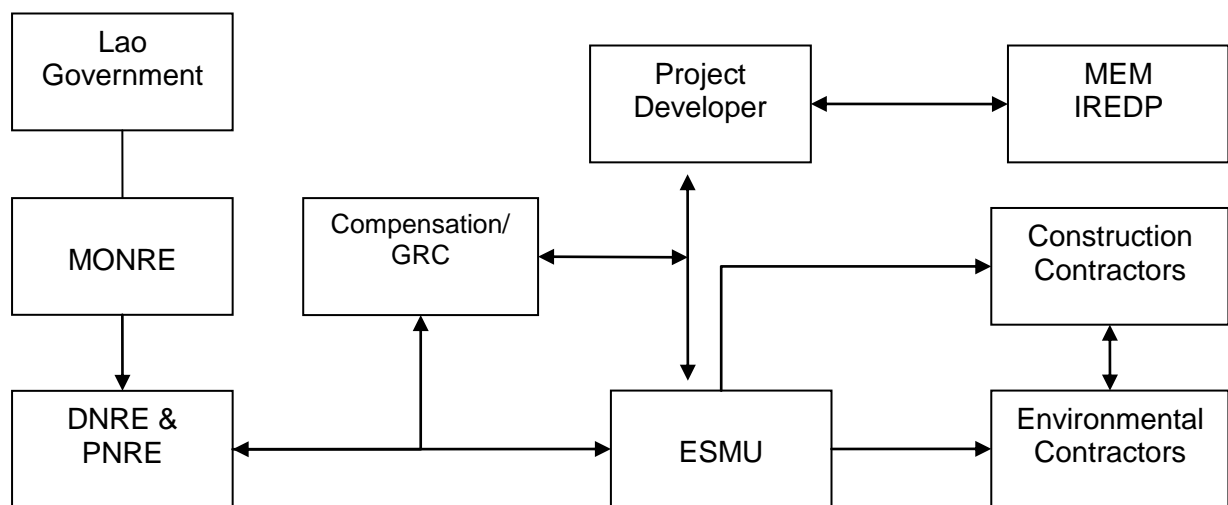 Lao
Government
Project
Developer
MEM
IREDP
MONRE
Compensation/
GRC
Construction
Contractors
DNRE &
PNRE
ESMU
Environmental
Contractors